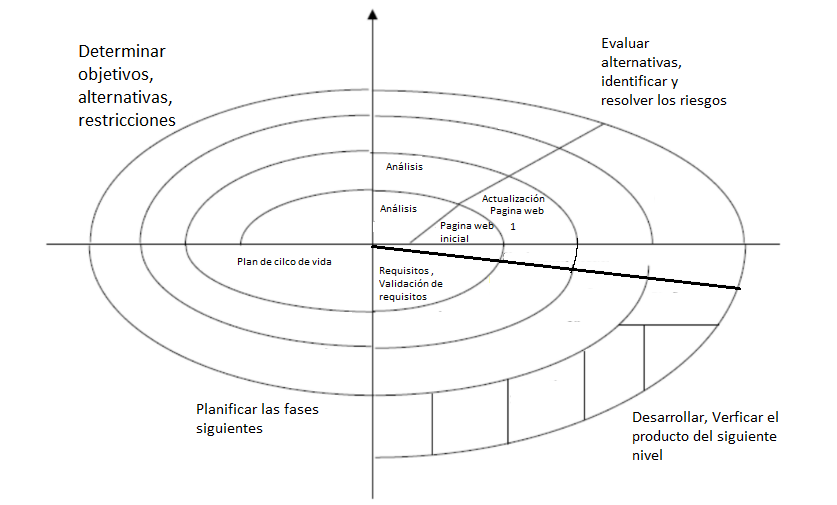 Determinar
objetivos,
alternativas,
restricciones
Evaluar
alternativas,
identificar y
resolver los riesgos
Análisis
Análisis
Actualización
Pagina web
1
Pagina web
inicial
Plan de cilco de vida
Requisitos ,
Validación de
requisitos
Planificar las fases
siguientes
Desarrollar, Verficar el
producto del siguiente
nivel